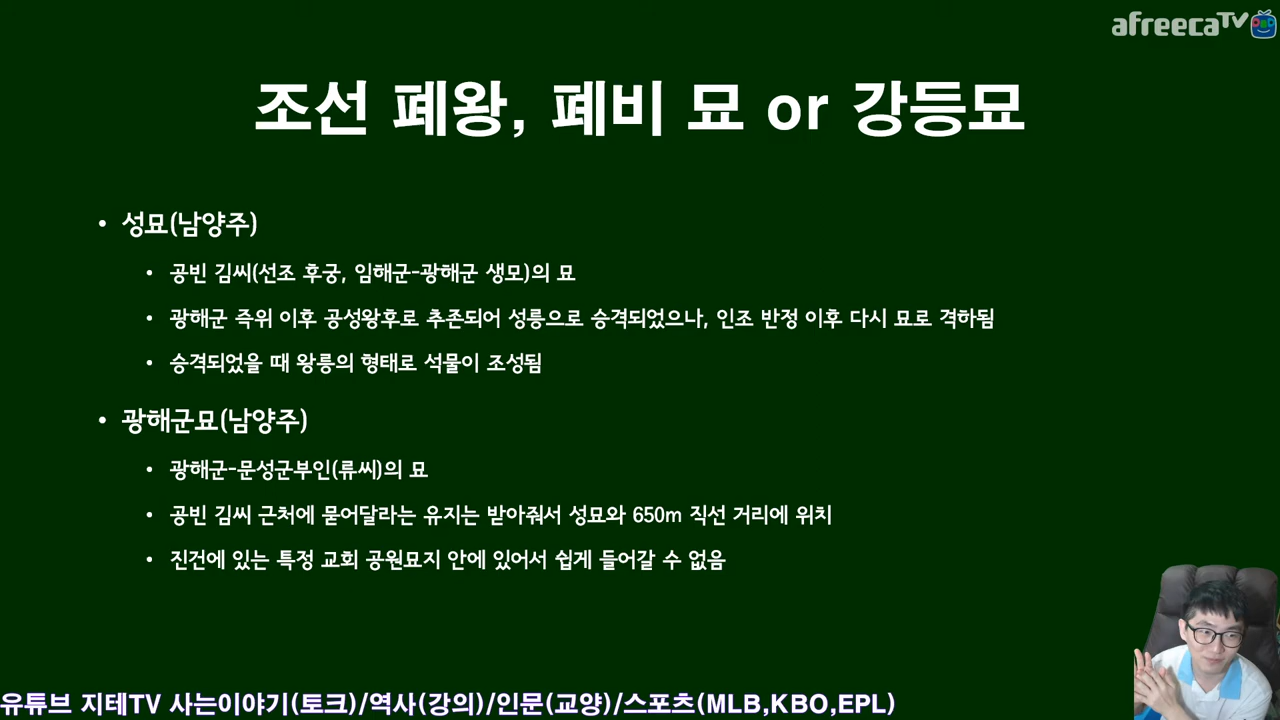 afreecaTV
조선 폐왕, 폐비 묘 or 강등묘
• 성묘(남양주)
• 공빈 김씨(선조 후궁, 임해군-광해군 생모)의 묘
• 광해군 즉위 이후 공성왕후로 추존되어 성릉으로 승격되었으나, 인조 반정 이후 다시 묘로 격하됨
• 승격되었을 때 왕릉의 형태로 석물이 조성됨
• 광해군묘(남양주)
• 광해군-문성군부인(류씨)의 묘
• 공빈 김씨 근처에 묻어달라는 유지는 받아줘서 성묘와 650m 직선 거리에 위치
• 진건에 있는 특정 교회 공원묘지 안에 있어서 쉽게 들어갈 수 없음
유튜브 지테TV 사는이야기(토크)/역사(강의)/인문(교양)/스포츠(MLB,KBO,EPL)